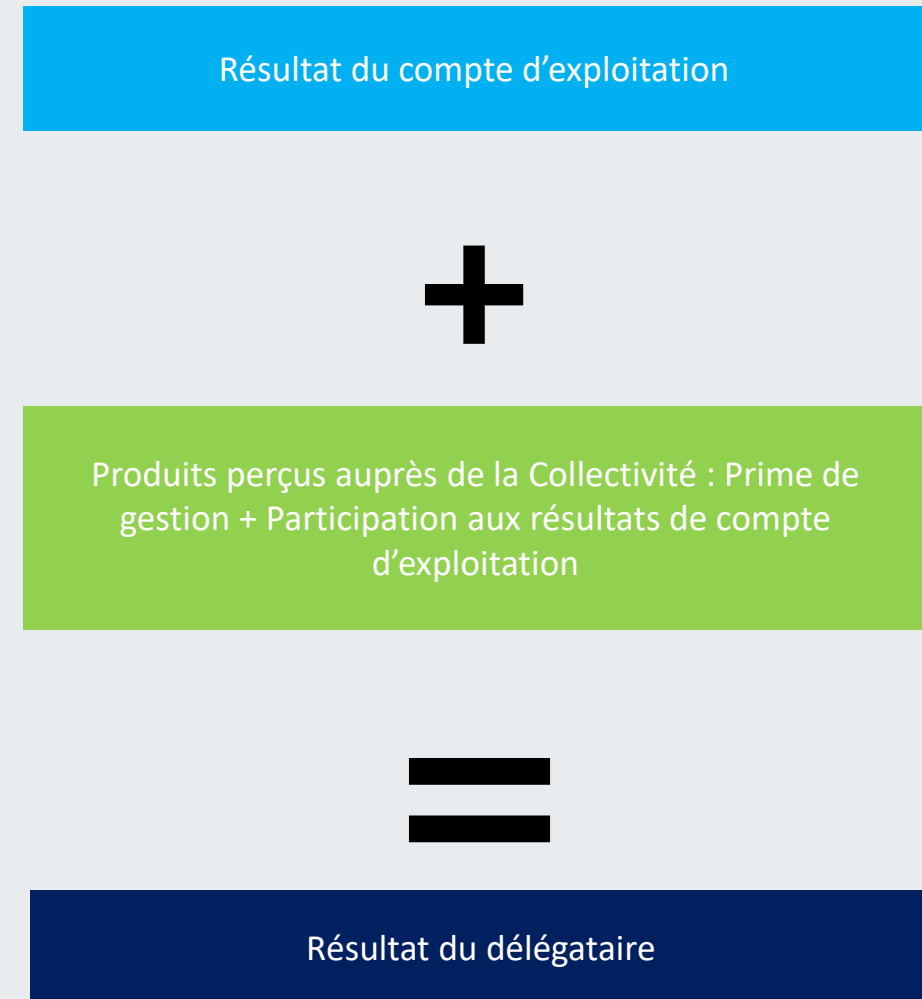 Résultat du compte d’exploitation
+
Produits perçus auprès de la Collectivité : Prime de
gestion + Participation aux résultats de compte
d’exploitation
=
Résultat du délégataire